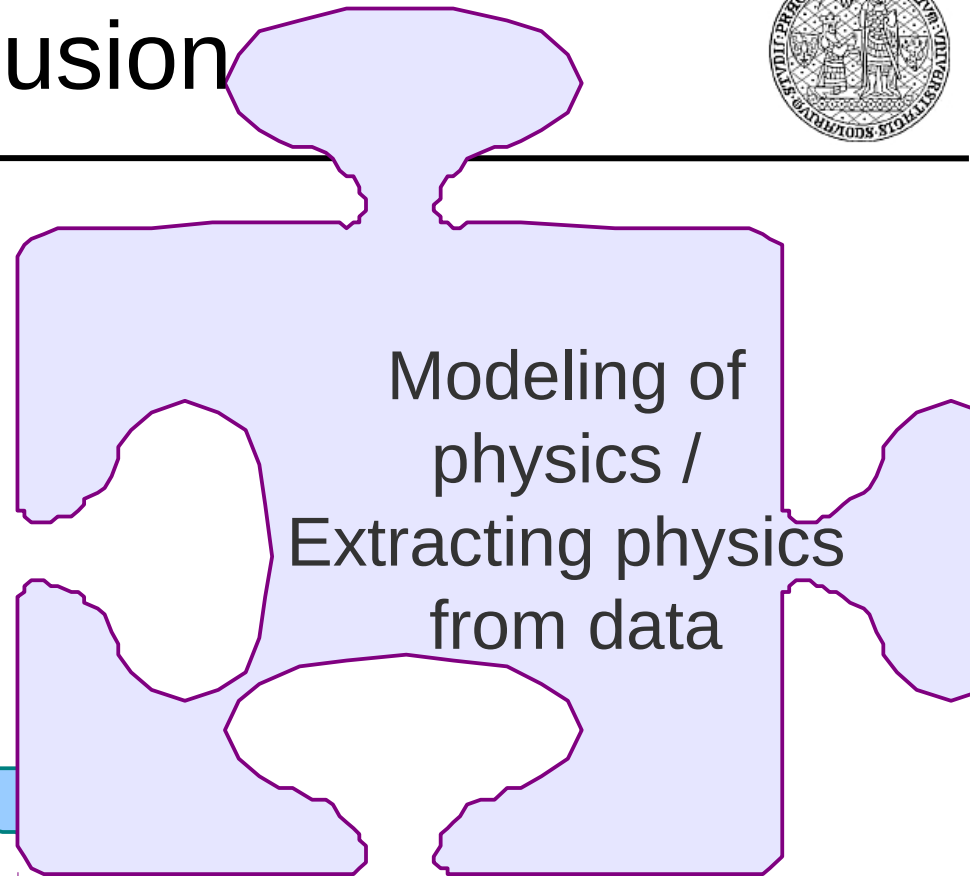 usion
Modeling of
physics /
Extracting physics
from data